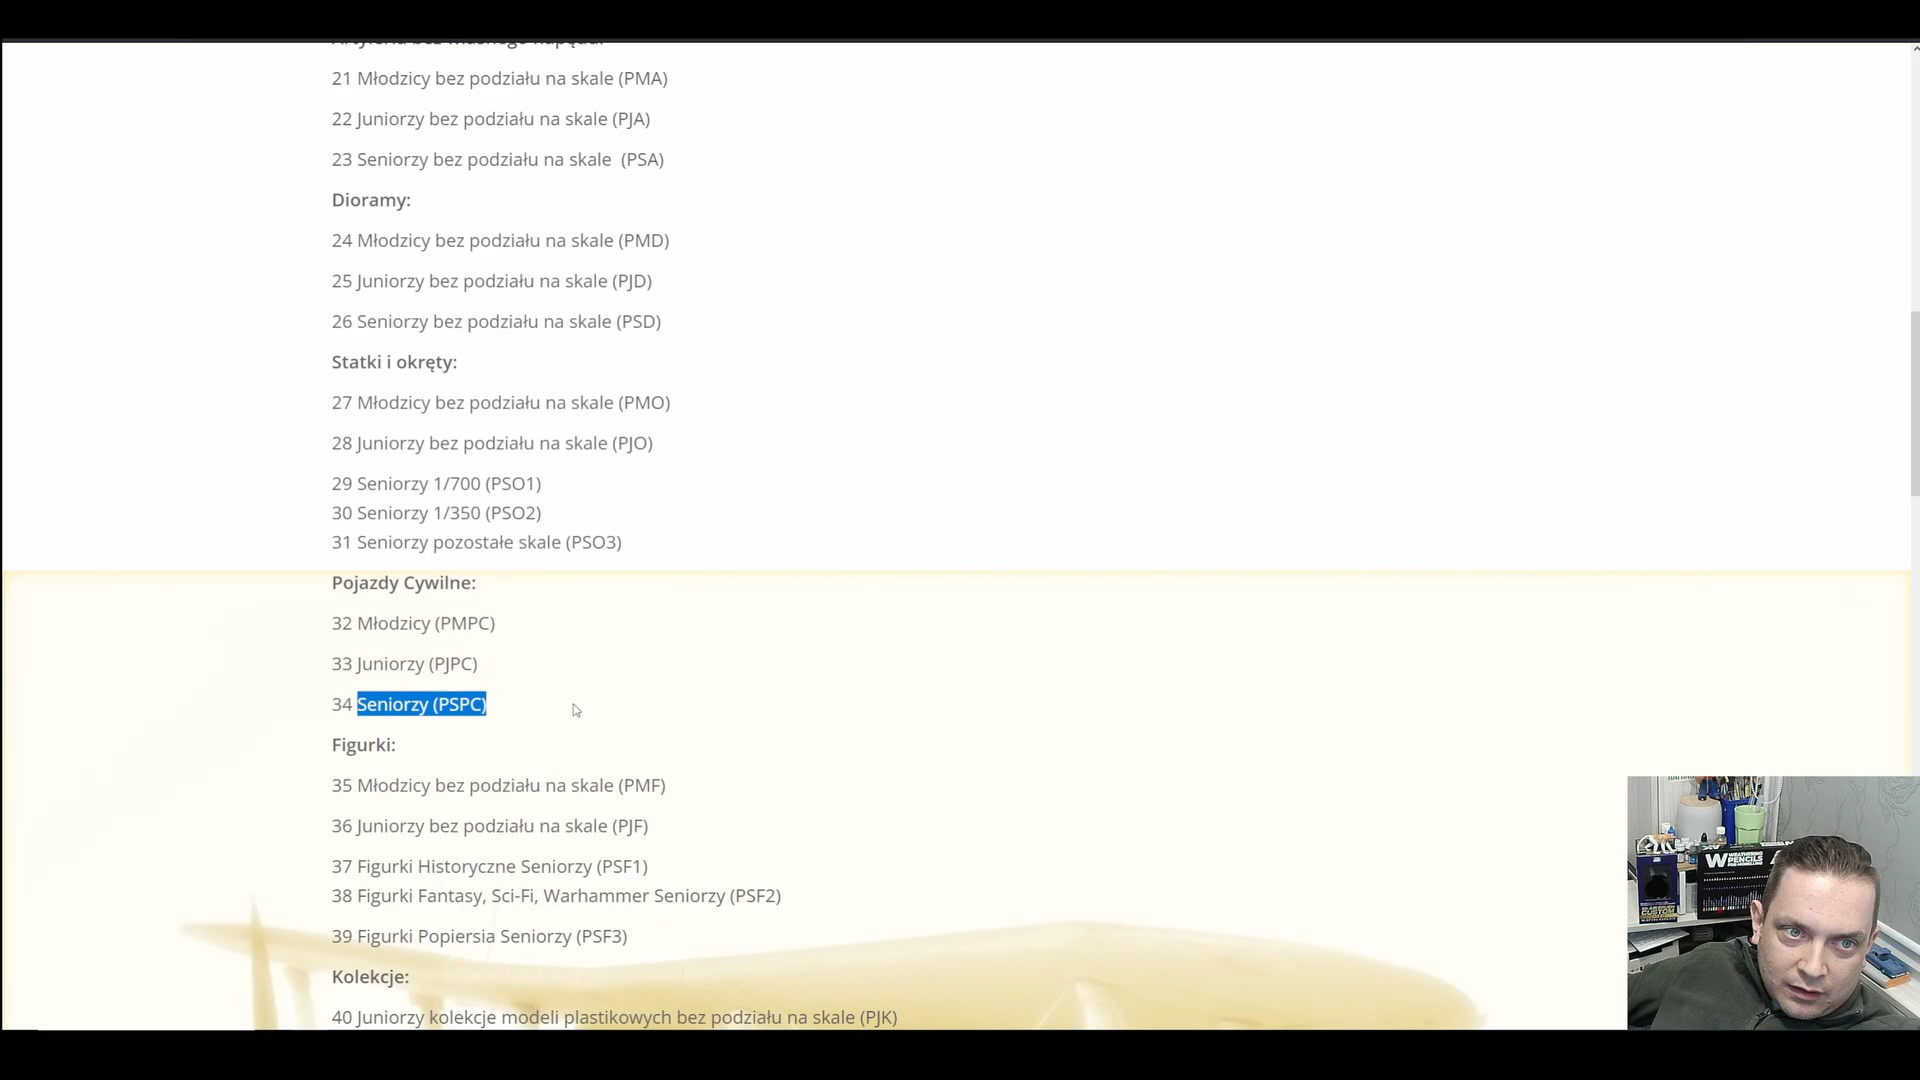 21 Młodzicy bez podziału na skale (PMA)
22 Juniorzy bez podziału na skale (PJA)
23 Seniorzy bez podziału na skale  (PSA)
Dioramy:
24 Młodzicy bez podziału na skale (PMD)
25 Juniorzy bez podziału na skale (PJD)
26 Seniorzy bez podziału na skale (PSD)
Statki i okręty:
27 Młodzicy bez podziału na skale (PMO)
28 Juniorzy bez podziału na skale (PJO)
29 Seniorzy 1/700 (PSO1)
30 Seniorzy 1/350 (PSO2)
31 Seniorzy pozostałe skale (PSO3)
Pojazdy Cywilne:
32 Młodzicy (PMPC)
33 Juniorzy (PJPC)
34 Seniorzy (PSPC)
Figurki:
35 Młodzicy bez podziału na skale (PMF)
36 Juniorzy bez podziału na skale (PJF)
37 Figurki Historyczne Seniorzy (PSF1)
38 Figurki Fantasy, Sci-Fi, Warhammer Seniorzy (PSF2)
39 Figurki Popiersia Seniorzy (PSF3)
Kolekcje:
40 Juniorzy kolekcje modeli plastikowych bez podziału na skale (PJK)
WEATHERING
PENCILS
CUSTOM